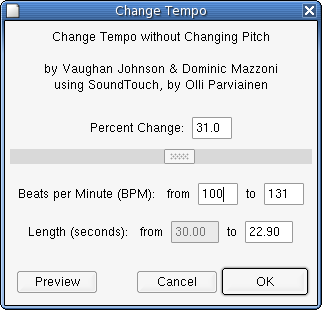 Change Tempo
Change Tempo without Changing Pitch
by Vaughan Johnson & Dominic Mazzoni
using SoundTouch, by Olli Parviainen
Percent Change: 31.0
Beats per Minute (BPM): from 100 to 131
Length (seconds): from 30.00 to 22.90
Preview Cancel OK